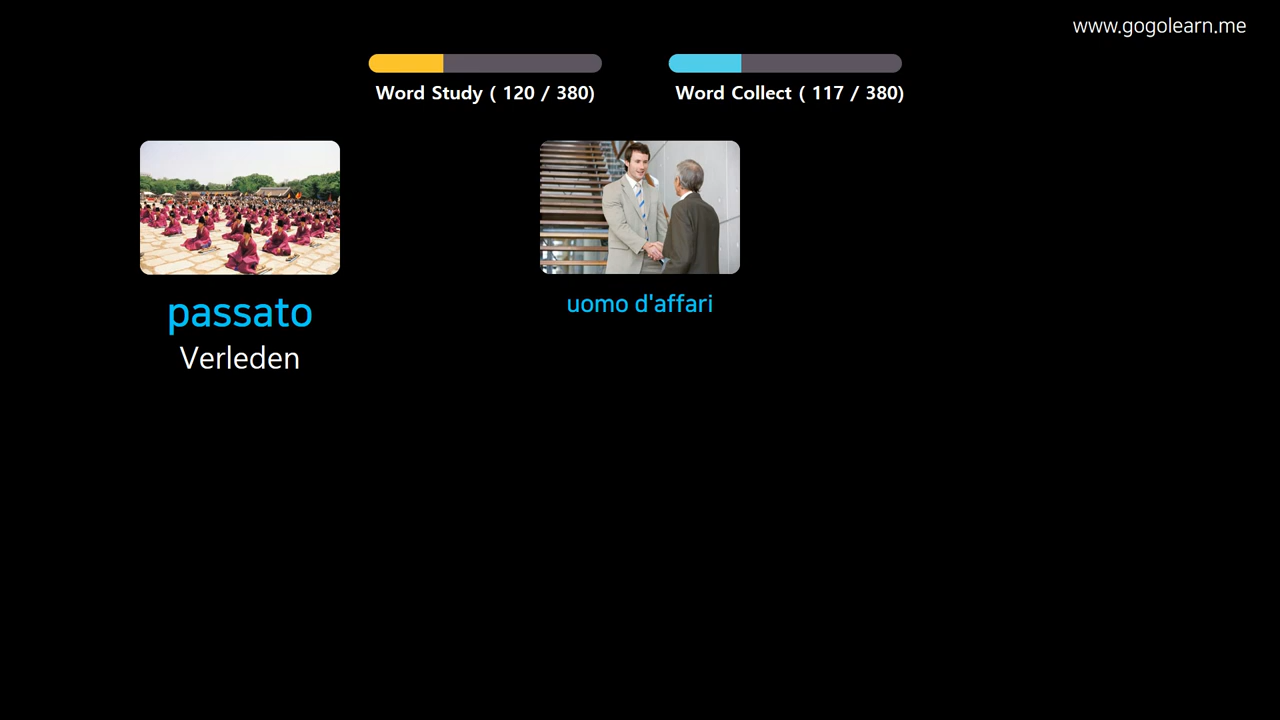 www.gogolearn.me
Word Study ( 120 / 380)
Word Collect ( 117 / 380)
passato
Verleden
uomo d'affari